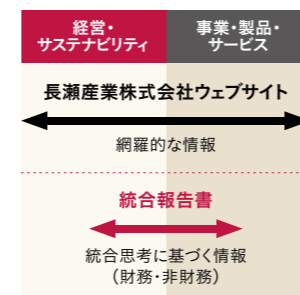 経営・
サステナビリティ
事業・製品・
サービス
長瀬産業株式会社ウェブサイト
網羅的な情報
統合報告書
統合思考に基づく情報
（財務・非財務）